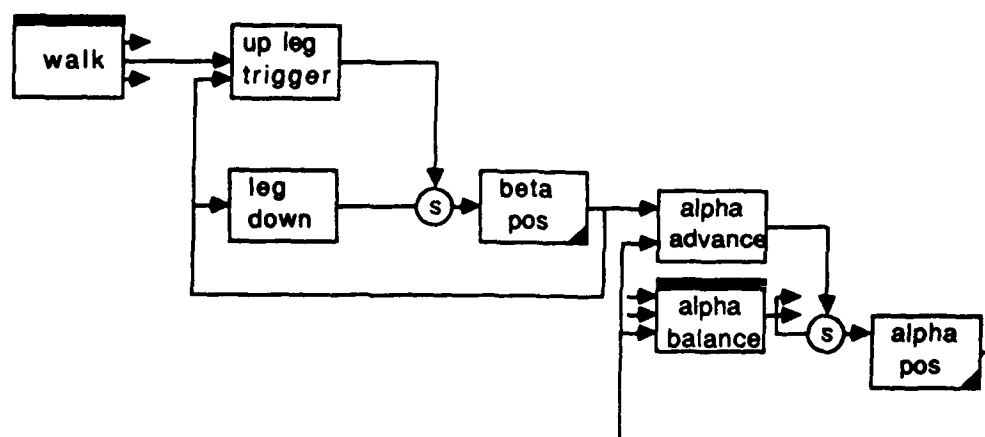 walk
up leg
trigger
leg
down
s
beta
pos
alpha
advance
alpha
balance
s
alpha
pos